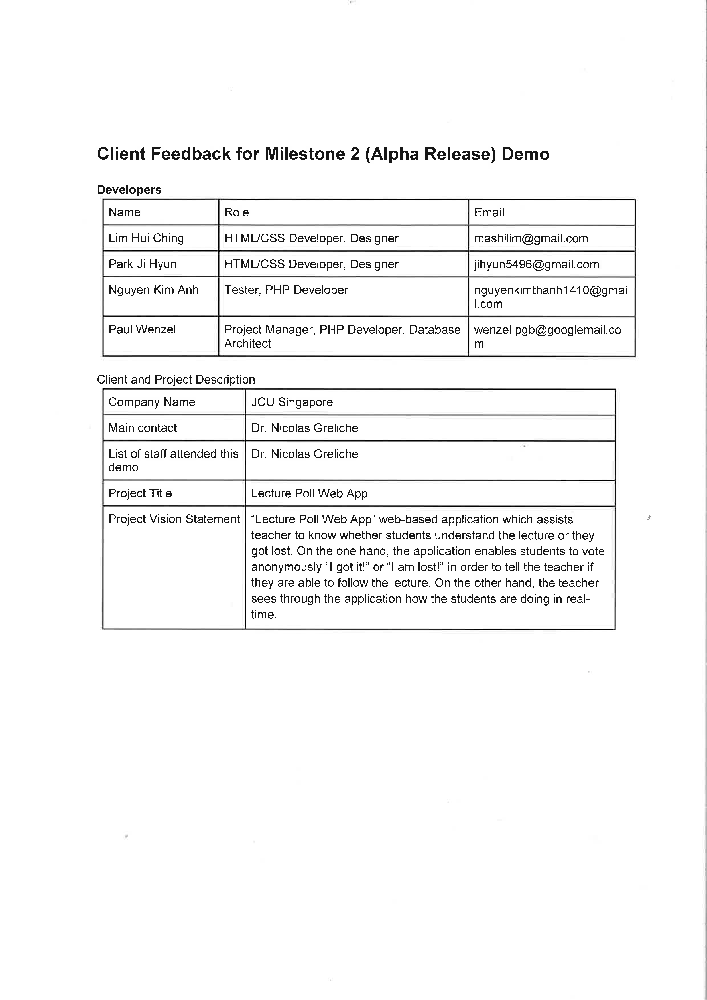 Client Feedback for Milestone 2 (Alpha Release) Demo
Developers
Name Role Email
Lim Hui Ching HTML/CSS Developer, Designer mashilim@gmail.com
Park Ji Hyun HTML/CSS Developer, Designer jihyun5496@gmail.com
Nguyen Kim Anh Tester, PHP Developer nguyenkimthanh1410@gmai
l.com
Paul Wenzel Project Manager, PHP Developer, Database wenzel.pgb@googlemail.co
Architect m
Client and Project Description
Company Name JCU Singapore
Main contact Dr. Nicolas Greliche
List of staff attended this Dr. Nicolas Greliche
demo
Project Title Lecture Poll Web App
Project Vision Statement “Lecture Poll Web App” web-based application which assists
teacher to know whether students understand the lecture or they
got lost. On the one hand, the application enables students to vote
anonymously “I got it!” or “I am lost!” in order to tell the teacher if
they are able to follow the lecture. On the other hand, the teacher
sees through the application how the students are doing in real-
time.